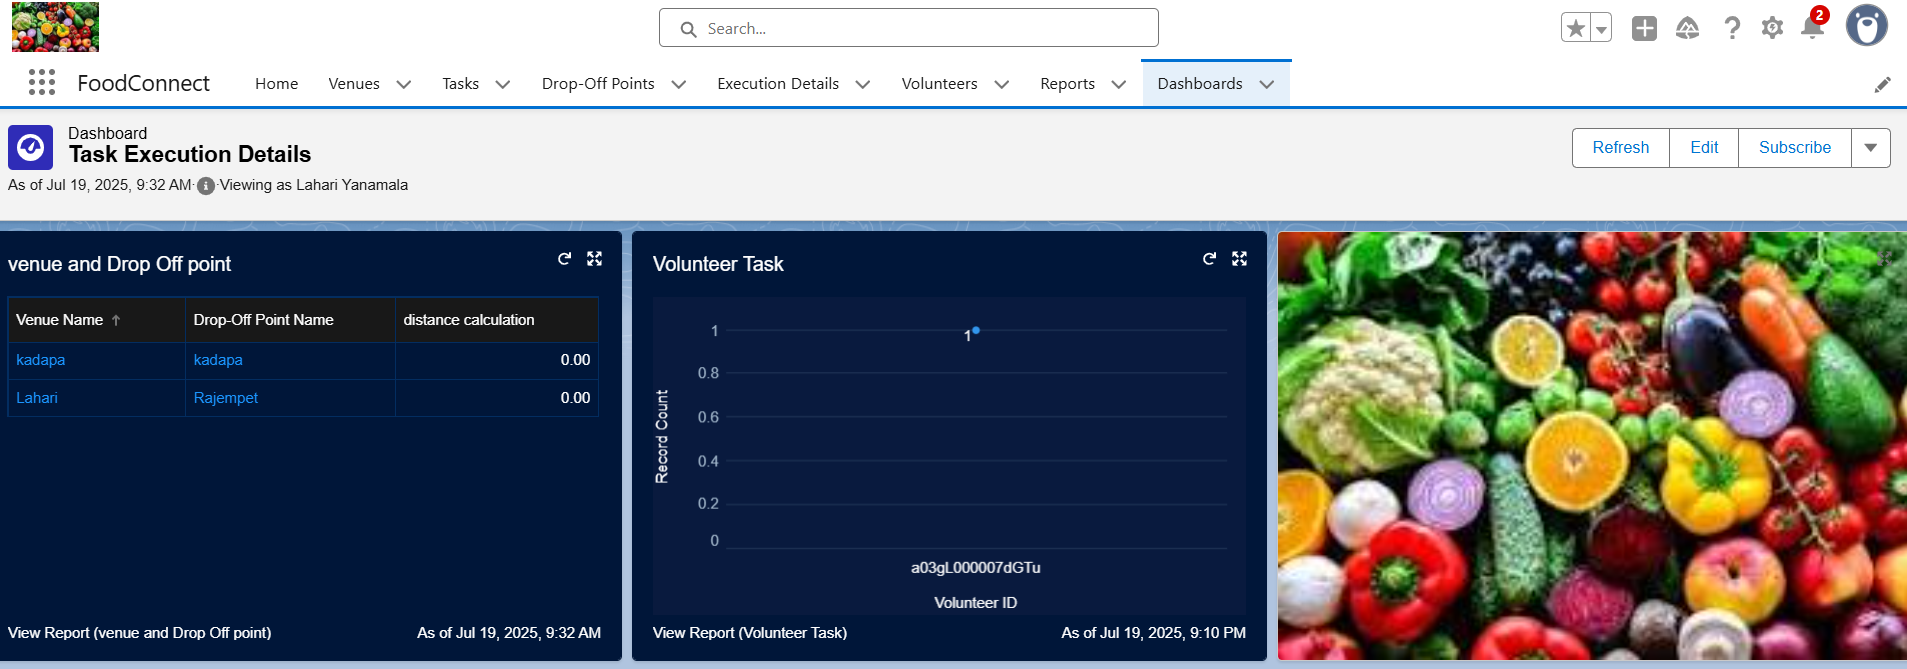 Search...
2
FoodConnect
Home
Venues
Tasks
Drop-Off Points
Execution Details
Volunteers
Reports
Dashboards
Dashboard
Task Execution Details
As of Jul 19, 2025, 9:32 AM·Viewing as Lahari Yanamala
Refresh
Edit
Subscribe
venue and Drop Off point
Venue Name ↑ Drop-Off Point Name distance calculation
kadapa kadapa 0.00
Lahari Rajempet 0.00
View Report (venue and Drop Off point)
As of Jul 19, 2025, 9:32 AM
Volunteer Task
Record Count
1
1
0.8
0.6
0.4
0.2
0
a03gL000007dGTu
Volunteer ID
View Report (Volunteer Task)
As of Jul 19, 2025, 9:10 PM